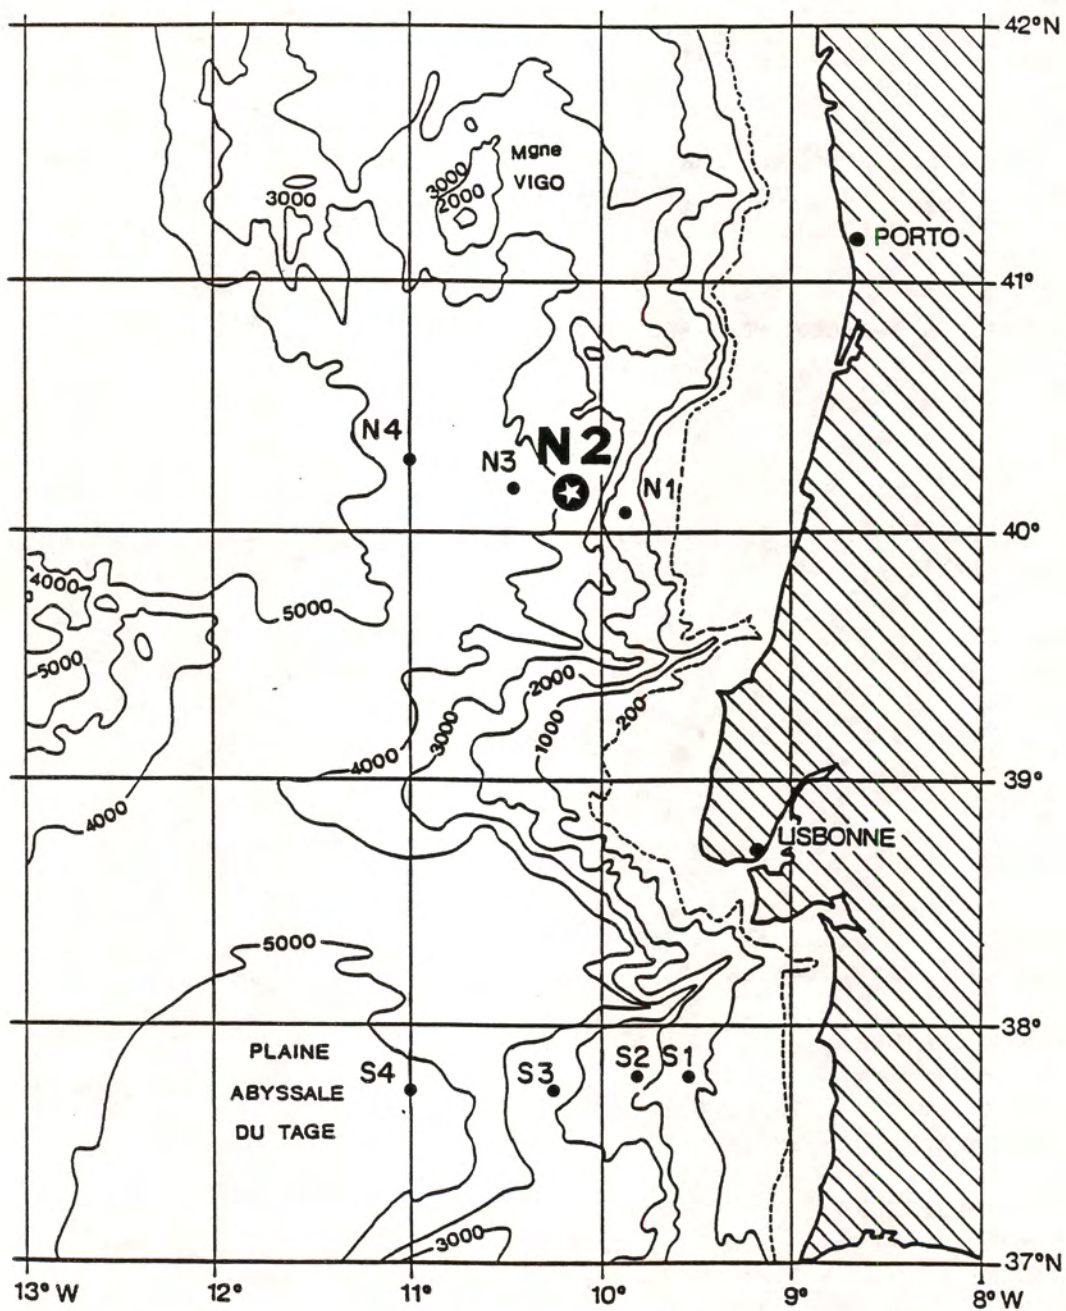 42°N
Mgne
VIGO
3000
2000
3000
PORTO
41°
N4
N3
N2
N1
40°
4000
5000
5000
2000
200
1000
3000
4000
39°
4000
LISBONNE
5000
38°
PLAINE
ABYSSALE
DU TAGE
S4
S3
S2
S1
3000
37°N
13° W
12°
11°
10°
9°
8°
W